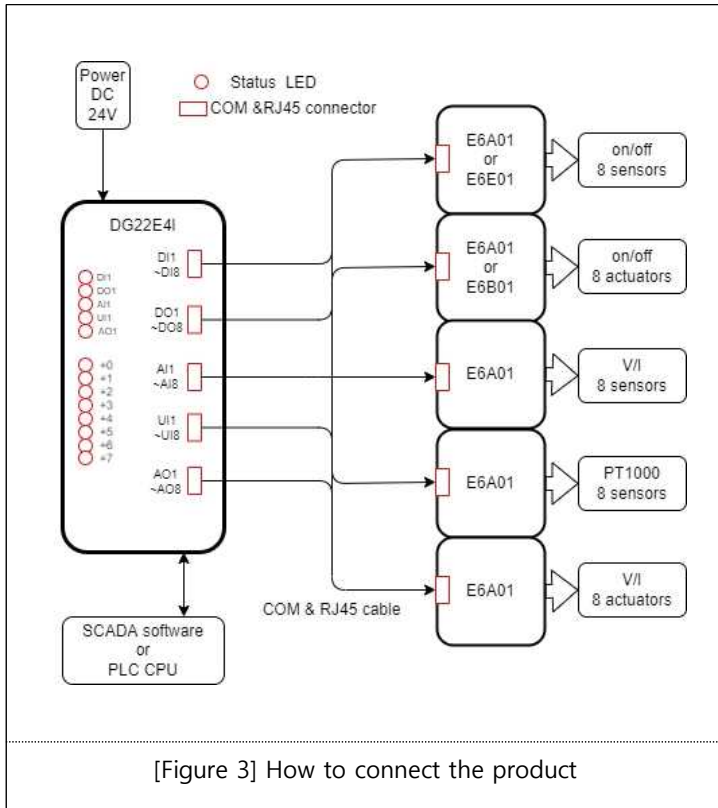 Power
DC
24V
Status LED
COM &RJ45 connector
DG22E4I
DI1
DO1
AI1
UI1
AO1
+0
+1
+2
+3
+4
+5
+6
+7
DI1
~DI8
DO1
~DO8
AI1
~AI8
UI1
~UI8
AO1
~AO8
E6A01
or
E6E01
on/off
8 sensors
E6A01
or
E6B01
on/off
8 actuators
E6A01
V/I
8 sensors
E6A01
PT1000
8 sensors
E6A01
V/I
8 actuators
COM & RJ45 cable
SCADA software
or
PLC CPU
[Figure 3] How to connect the product